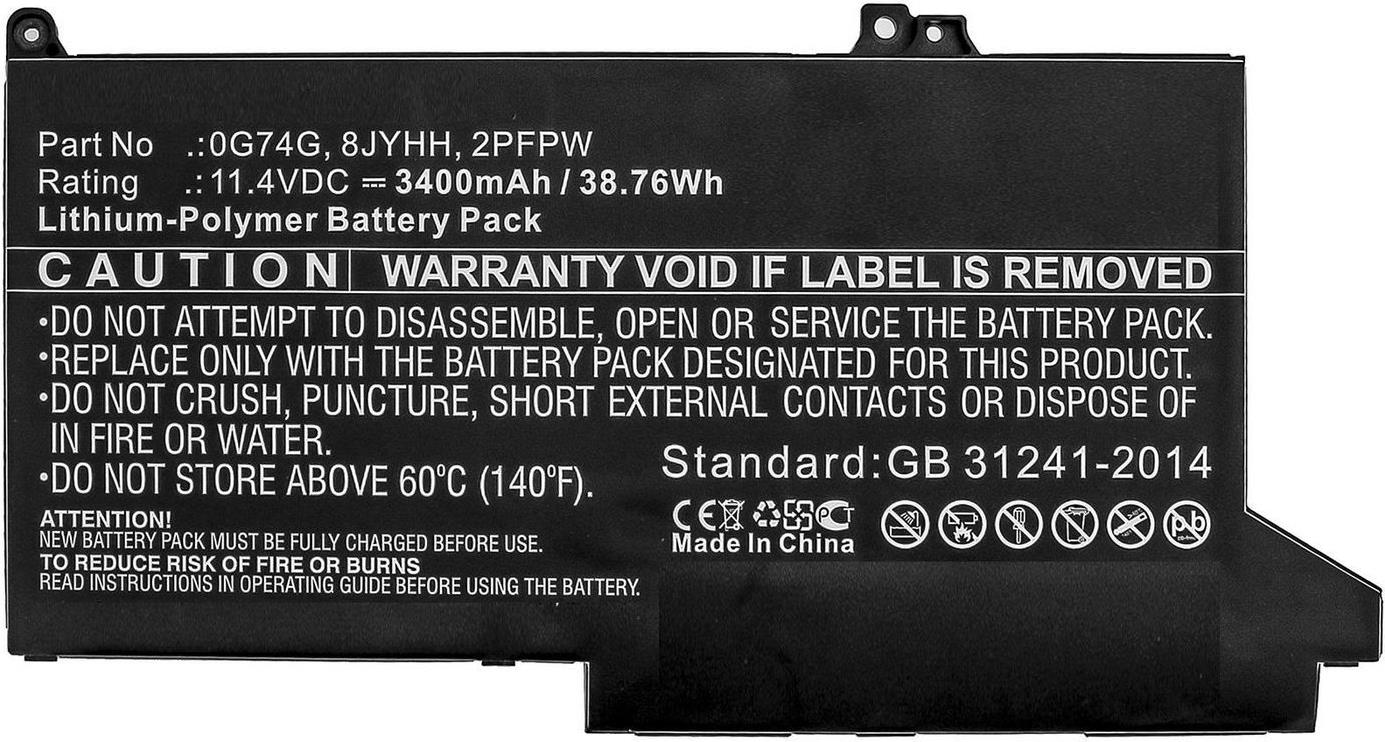 Part No .:0G74G, 8JYHH, 2PFPW
Rating .:11.4VDC ⎓ 3400mAh / 38.76Wh
Lithium-Polymer Battery Pack
CAUTION WARRANTY VOID IF LABEL IS REMOVED
•DO NOT ATTEMPT TO DISASSEMBLE, OPEN OR SERVICE THE BATTERY PACK.
•REPLACE ONLY WITH THE BATTERY PACK DESIGNATED FOR THIS PRODUCT.
•DO NOT CRUSH, PUNCTURE, SHORT EXTERNAL CONTACTS OR DISPOSE OF
IN FIRE OR WATER.
•DO NOT STORE ABOVE 60ºC (140ºF).
Standard:GB 31241-2014
ATTENTION!
NEW BATTERY PACK MUST BE FULLY CHARGED BEFORE USE.
TO REDUCE RISK OF FIRE OR BURNS
READ INSTRUCTIONS IN OPERATING GUIDE BEFORE USING THE BATTERY.
CE
Made In China
pb